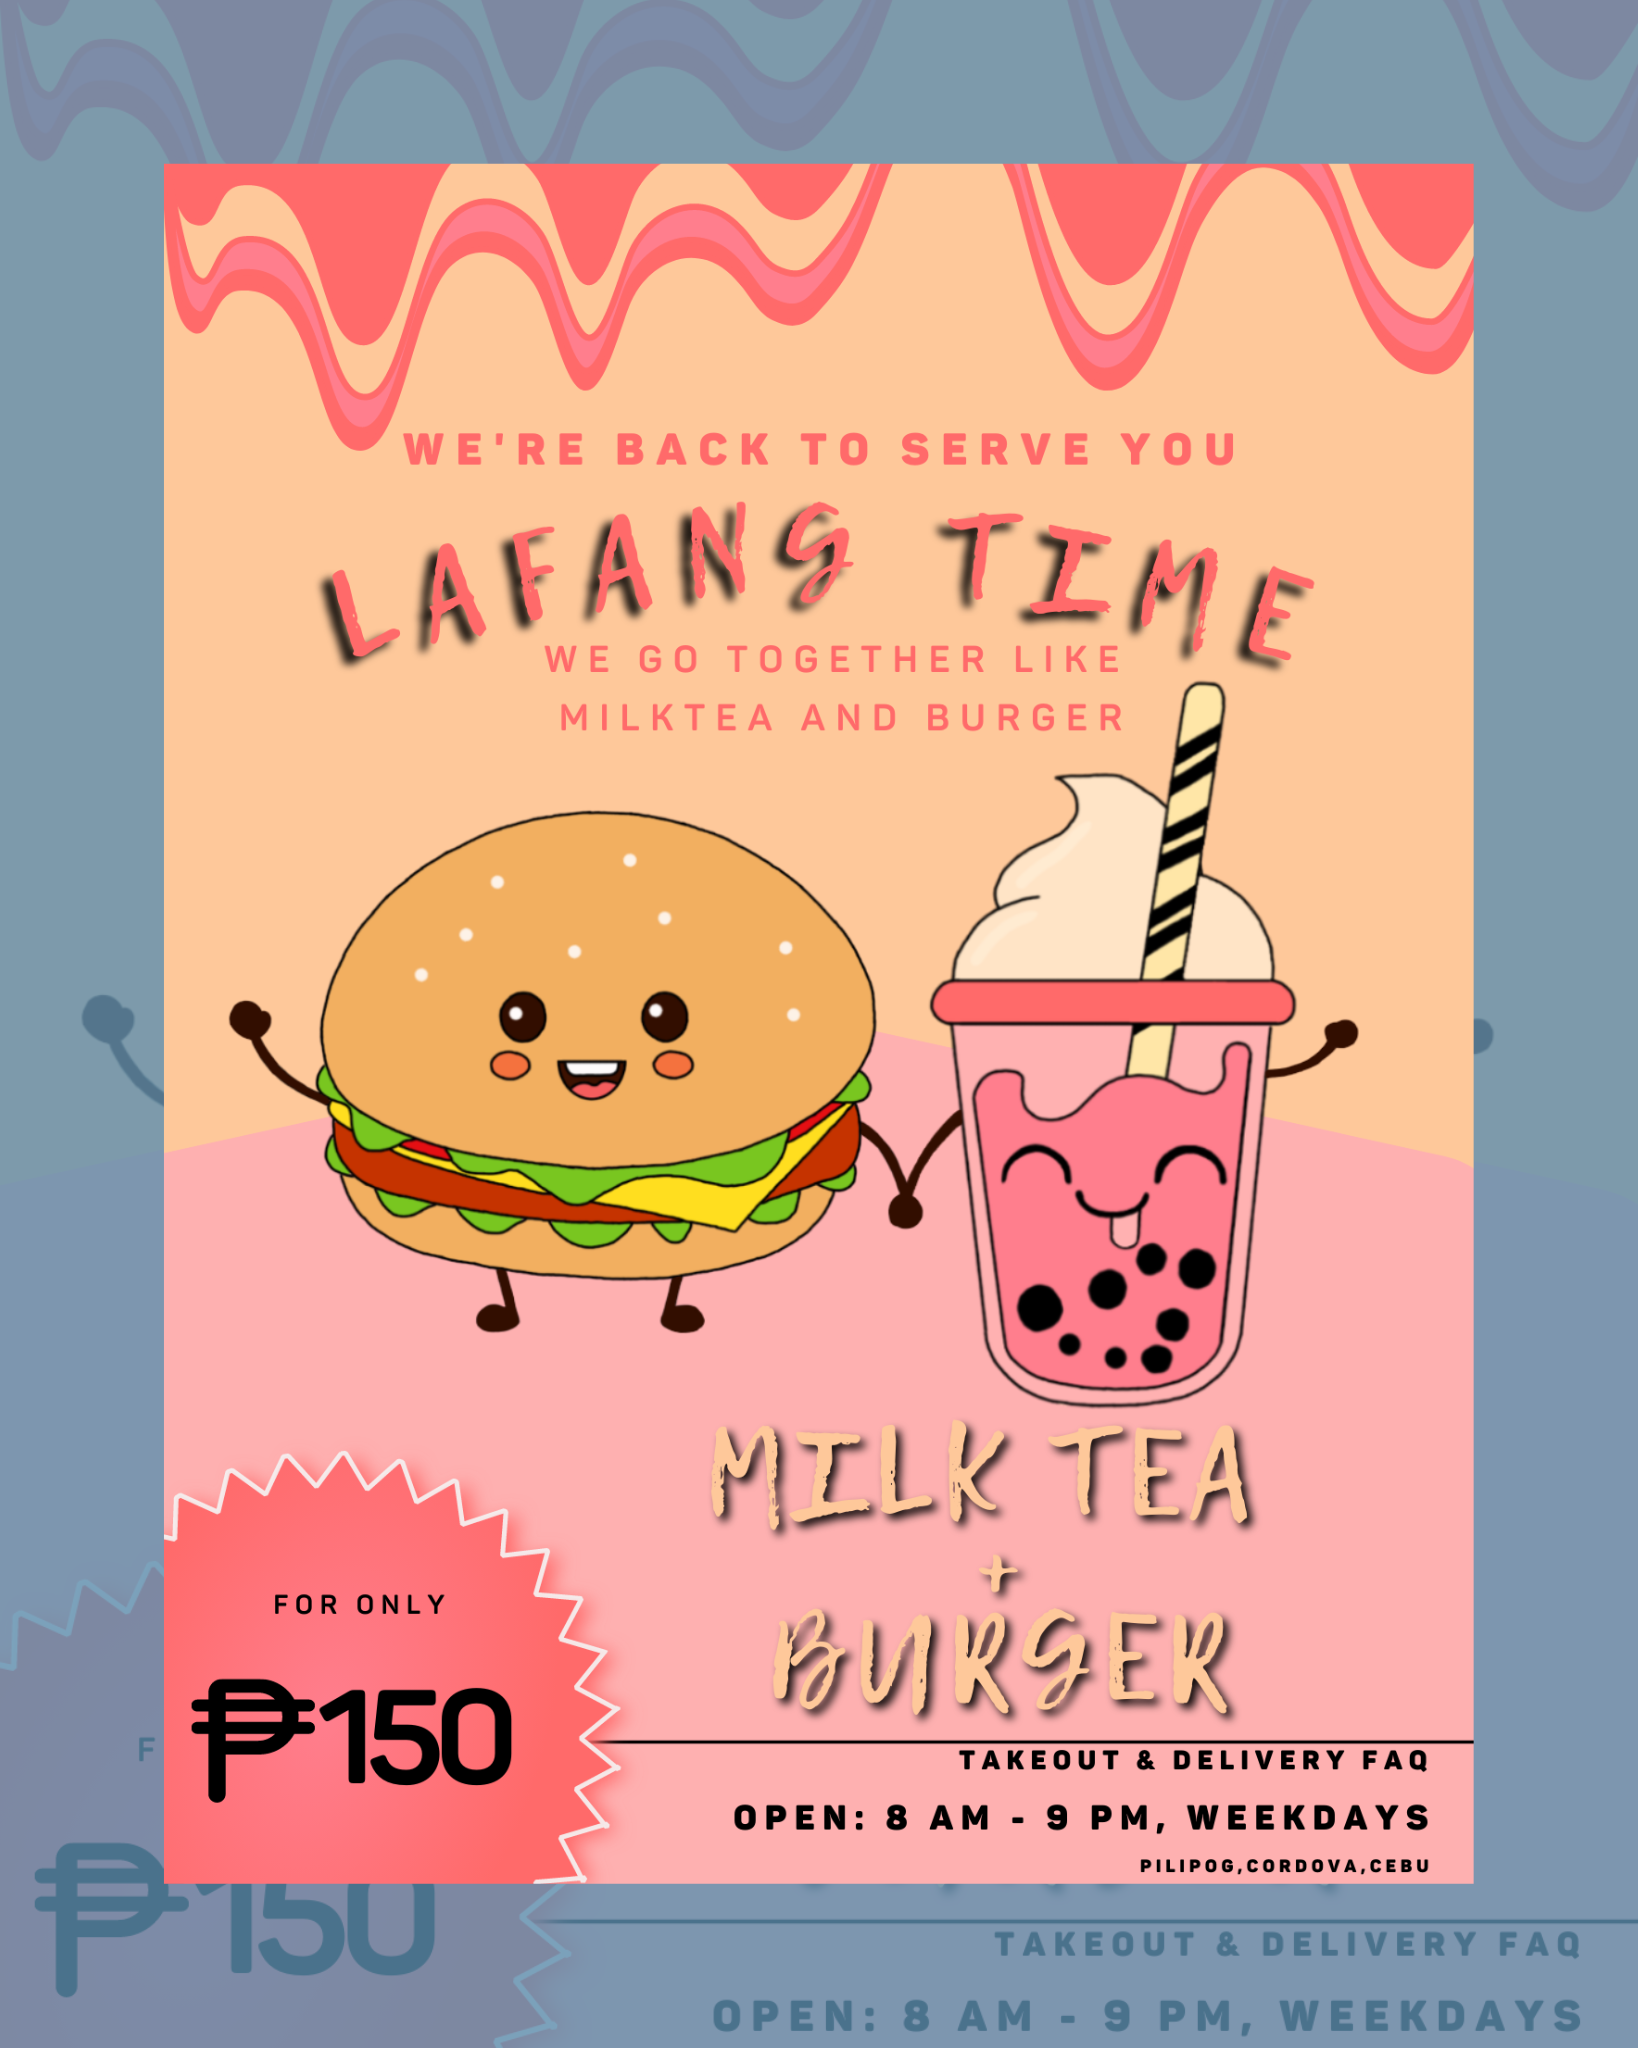 WE'RE BACK TO SERVE YOU
LAFANG TIME
WE GO TOGETHER LIKE
MILKTEA AND BURGER
MILK TEA
+
BURGER
FOR ONLY
₱150
TAKEOUT & DELIVERY FAQ
OPEN: 8 AM - 9 PM, WEEKDAYS
PILIPOG,CORDOVA,CEBU
F
₱150
TAKEOUT & DELIVERY FAQ
OPEN: 8 AM - 9 PM, WEEKDAYS